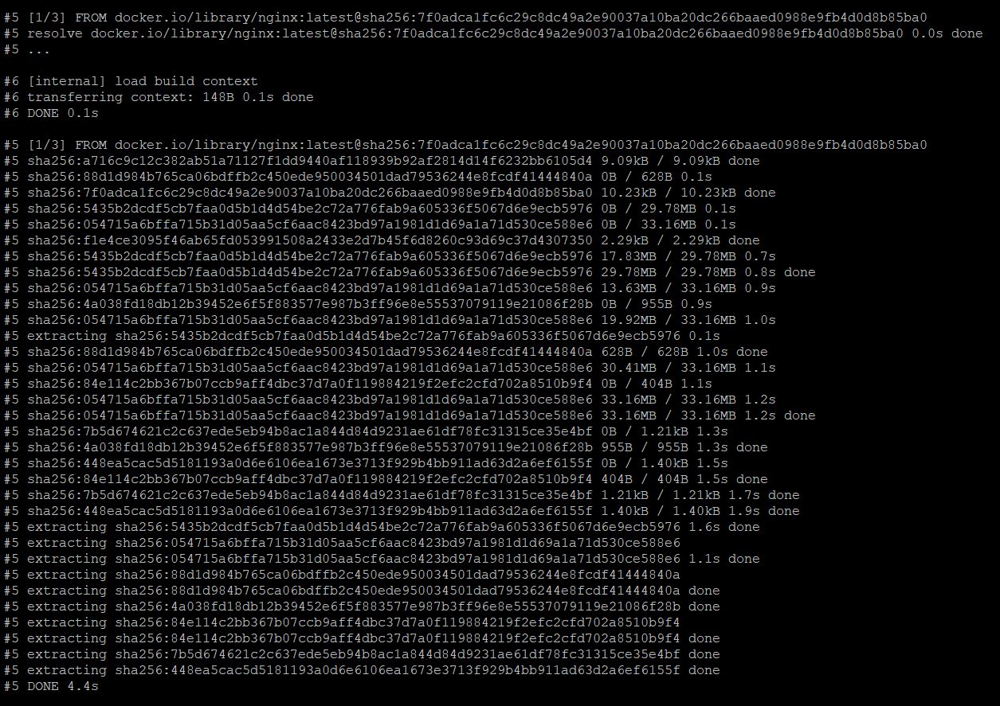 #5 [1/3] FROM docker.io/library/nginx:latest@sha256:7f0adca1fc6c29c8dc49a2e90037a10ba20dc266baaed0988e9fb4d0d8b85ba0
#5 resolve docker.io/library/nginx:latest@sha256:7f0adca1fc6c29c8dc49a2e90037a10ba20dc266baaed0988e9fb4d0d8b85ba0 0.0s done
#5 ...
#6 [internal] load build context
#6 transferring context: 148B 0.1s done
#6 DONE 0.1s
#5 [1/3] FROM docker.io/library/nginx:latest@sha256:7f0adca1fc6c29c8dc49a2e90037a10ba20dc266baaed0988e9fb4d0d8b85ba0
#5 sha256:a716c9c12c382ab51a71127f1dd9440af118939b92af2814d14f6232bb6105d4 9.09kB / 9.09kB done
#5 sha256:88d1d984b765ca06bdffb2c450ede950034501dad79536244e8fcdf41444840a 0B / 628B 0.1s
#5 sha256:7f0adca1fc6c29c8dc49a2e90037a10ba20dc266baaed0988e9fb4d0d8b85ba0 10.23kB / 10.23kB done
#5 sha256:5435b2dcdf5cb7faa0d5b1d4d54be2c72a776fab9a605336f5067d6e9ecb5976 0B / 29.78MB 0.1s
#5 sha256:054715a6bffa715b31d05aa5cf6aac8423bd97a1981d1d69a1a71d530ce588e6 0B / 33.16MB 0.1s
#5 sha256:f1e4ce3095f46ab65fd053991508a2433e2d7b45f6d8260c93d69c37d4307350 2.29kB / 2.29kB done
#5 sha256:5435b2dcdf5cb7faa0d5b1d4d54be2c72a776fab9a605336f5067d6e9ecb5976 17.83MB / 29.78MB 0.7s
#5 sha256:5435b2dcdf5cb7faa0d5b1d4d54be2c72a776fab9a605336f5067d6e9ecb5976 29.78MB / 29.78MB 0.8s done
#5 sha256:054715a6bffa715b31d05aa5cf6aac8423bd97a1981d1d69a1a71d530ce588e6 13.63MB / 33.16MB 0.9s
#5 sha256:4a038fd18db12b39452e6f5f883577e987b3ff96e8e55537079119e21086f28b 0B / 955B 0.9s
#5 sha256:054715a6bffa715b31d05aa5cf6aac8423bd97a1981d1d69a1a71d530ce588e6 19.92MB / 33.16MB 1.0s
#5 extracting sha256:5435b2dcdf5cb7faa0d5b1d4d54be2c72a776fab9a605336f5067d6e9ecb5976 0.1s
#5 sha256:88d1d984b765ca06bdffb2c450ede950034501dad79536244e8fcdf41444840a 628B / 628B 1.0s done
#5 sha256:054715a6bffa715b31d05aa5cf6aac8423bd97a1981d1d69a1a71d530ce588e6 30.41MB / 33.16MB 1.1s
#5 sha256:84e114c2bb367b07ccb9aff4dbc37d7a0f119884219f2efc2cfd702a8510b9f4 0B / 404B 1.1s
#5 sha256:054715a6bffa715b31d05aa5cf6aac8423bd97a1981d1d69a1a71d530ce588e6 33.16MB / 33.16MB 1.2s
#5 sha256:054715a6bffa715b31d05aa5cf6aac8423bd97a1981d1d69a1a71d530ce588e6 33.16MB / 33.16MB 1.2s done
#5 sha256:7b5d674621c2c637ede5eb94b8ac1a844d84d9231ae61df78fc31315ce35e4bf 0B / 1.21kB 1.3s
#5 sha256:4a038fd18db12b39452e6f5f883577e987b3ff96e8e55537079119e21086f28b 955B / 955B 1.3s done
#5 sha256:448ea5cac5d5181193a0d6e6106ea1673e3713f929b4bb911ad63d2a6ef6155f 0B / 1.40kB 1.5s
#5 sha256:84e114c2bb367b07ccb9aff4dbc37d7a0f119884219f2efc2cfd702a8510b9f4 404B / 404B 1.5s done
#5 sha256:7b5d674621c2c637ede5eb94b8ac1a844d84d9231ae61df78fc31315ce35e4bf 1.21kB / 1.21kB 1.7s done
#5 sha256:448ea5cac5d5181193a0d6e6106ea1673e3713f929b4bb911ad63d2a6ef6155f 1.40kB / 1.40kB 1.9s done
#5 extracting sha256:5435b2dcdf5cb7faa0d5b1d4d54be2c72a776fab9a605336f5067d6e9ecb5976 1.6s done
#5 extracting sha256:054715a6bffa715b31d05aa5cf6aac8423bd97a1981d1d69a1a71d530ce588e6
#5 extracting sha256:054715a6bffa715b31d05aa5cf6aac8423bd97a1981d1d69a1a71d530ce588e6 1.1s done
#5 extracting sha256:88d1d984b765ca06bdffb2c450ede950034501dad79536244e8fcdf41444840a
#5 extracting sha256:88d1d984b765ca06bdffb2c450ede950034501dad79536244e8fcdf41444840a done
#5 extracting sha256:4a038fd18db12b39452e6f5f883577e987b3ff96e8e55537079119e21086f28b done
#5 extracting sha256:84e114c2bb367b07ccb9aff4dbc37d7a0f119884219f2efc2cfd702a8510b9f4
#5 extracting sha256:84e114c2bb367b07ccb9aff4dbc37d7a0f119884219f2efc2cfd702a8510b9f4 done
#5 extracting sha256:7b5d674621c2c637ede5eb94b8ac1a844d84d9231ae61df78fc31315ce35e4bf done
#5 extracting sha256:448ea5cac5d5181193a0d6e6106ea1673e3713f929b4bb911ad63d2a6ef6155f done
#5 DONE 4.4s